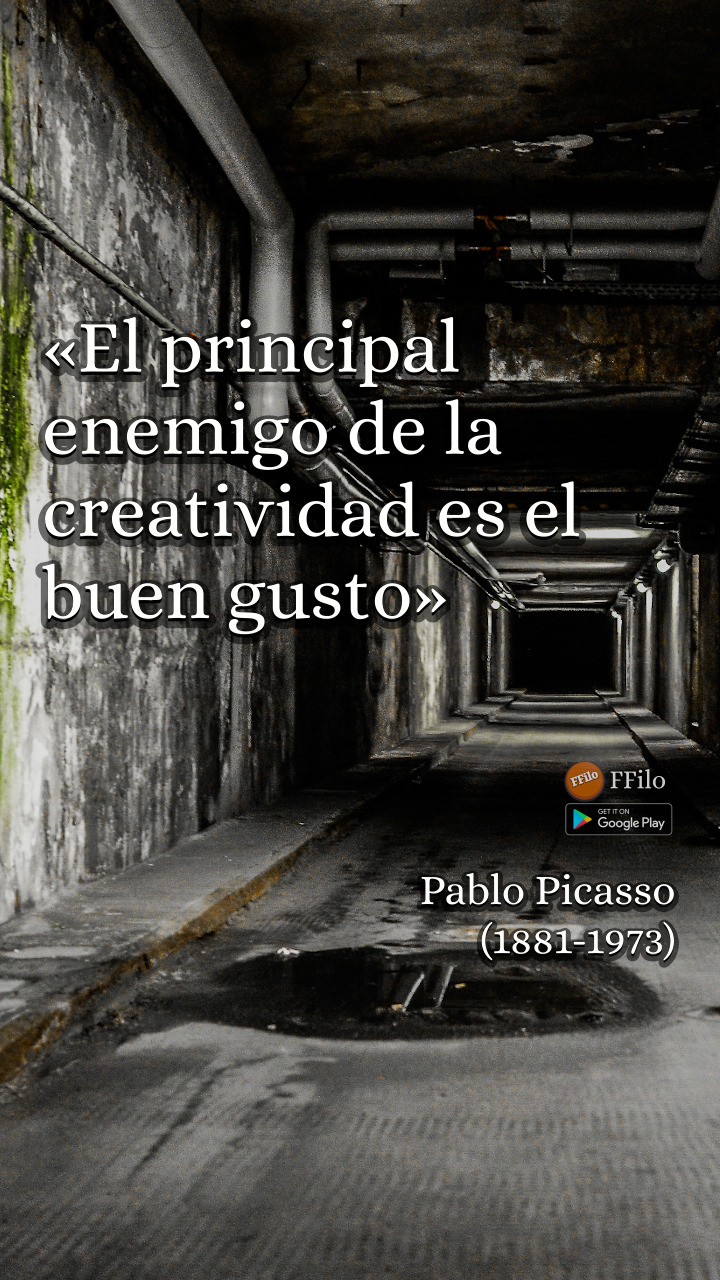 «El principal
enemigo de la
creatividad es el
buen gusto»
FFilo FFilo
GET IT ON
Google Play
Pablo Picasso
(1881-1973)